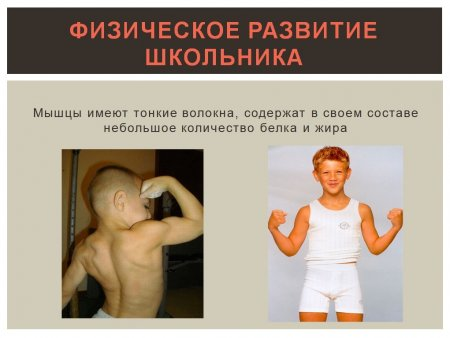 ФИЗИЧЕСКОЕ РАЗВИТИЕ
ШКОЛЬНИКА
Мышцы имеют тонкие волокна, содержат в своем составе
небольшое количество белка и жира